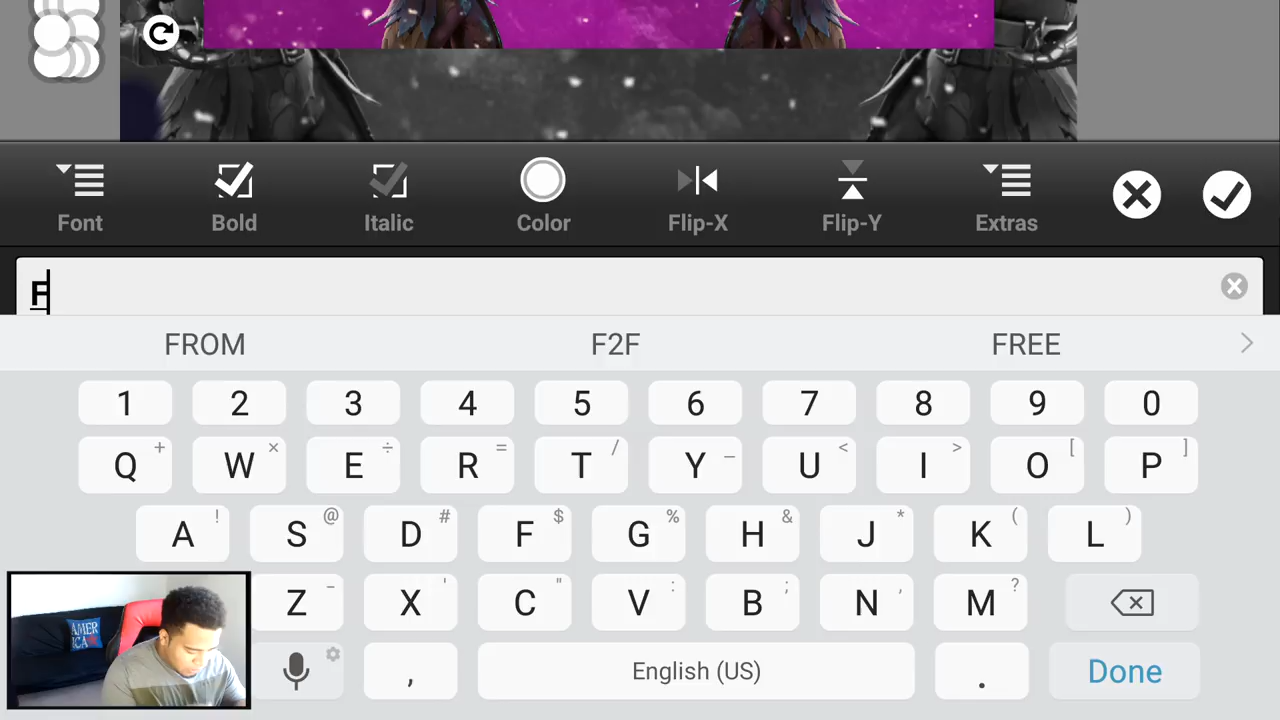 Font Bold Italic Color Flip-X Flip-Y Extras
F
FROM F2F FREE
1 2 3 4 5 6 7 8 9 0
Q + W × E ÷ R = T / Y _ U < I > O [ P ]
A ! S @ D # F $ G % H & J * K ( L )
Z - X ' C " V : B ; N , M ?
, English (US) . Done
AMER
ICA